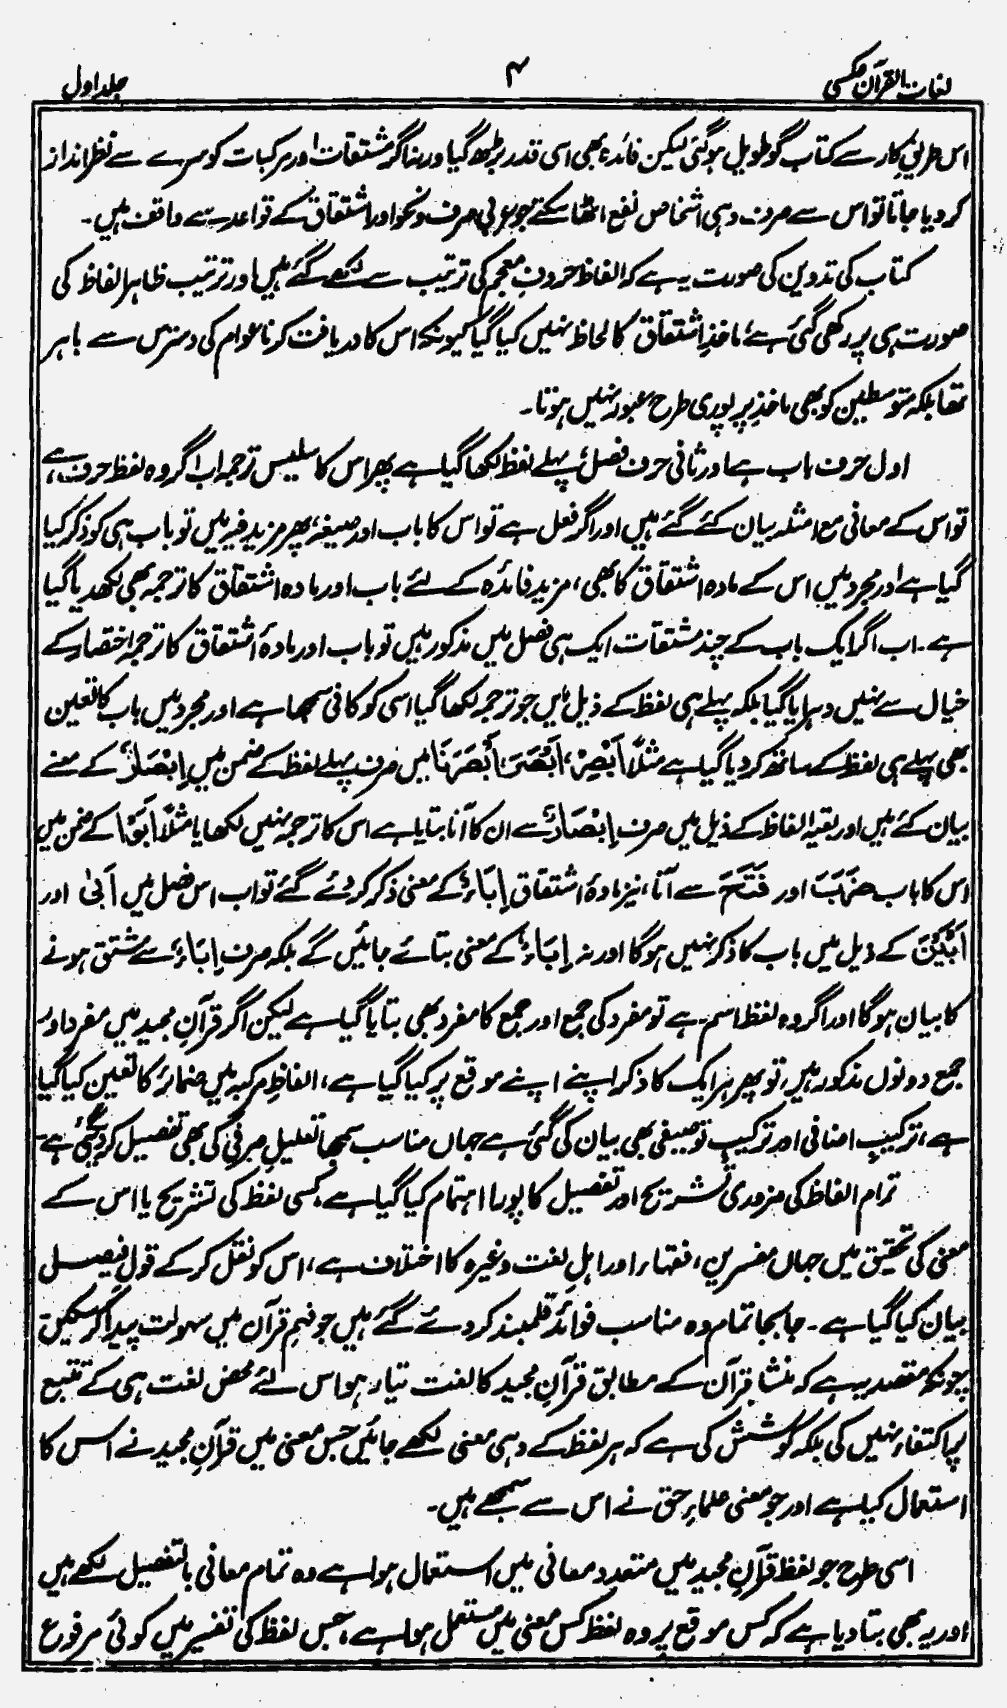 لغات القرآن عکسی ۴ جلد اول
اس طریقِ کار سے کتاب گو طویل ہوگئی لیکن فائدہ بھی اسی قدر بڑھ گیا ورنہ اگر مشتقات اور مرکبات کو سرے سے نظر انداز
کر دیا جاتا تو اس سے صرف وہی اشخاص نفع اٹھا سکتے جو عربی صرف و نحو اور اشتقاق کے قواعد سے واقف ہیں۔
کتاب کی تدوین کی صورت یہ ہے کہ الفاظ حروفِ معجم کی ترتیب سے لکھے گئے ہیں اور ترتیب ظاہر الفاظ کی
صورت ہی پر رکھی گئی ہے ماخذِ اشتقاق کا لحاظ نہیں کیا گیا کیونکہ اس کا دریافت کرنا عوام کی دسترس سے باہر
تھا بلکہ متوسطین کو بھی ماخذ پر پوری طرح عبور نہیں ہوتا۔
اول حرف باب ہے اور ثانی حرف فصل، پہلے لفظ لکھا گیا ہے پھر اس کا سلیس ترجمہ اب اگر وہ لفظ حرف ہے،
تو اس کے معانی مع امثلہ بیان کئے گئے ہیں اور اگر فعل ہے تو اس کا باب اور صیغہ، پھر مزید فیہ میں تو باب ہی کو ذکر کیا
گیا ہے اور مجرد میں اس کے مادہ اشتقاق کا بھی، مزید فائدہ کے لئے باب اور مادہ اشتقاق کا ترجمہ بھی لکھدیا گیا
ہے۔ اب اگر ایک باب کے چند مشتقات ایک ہی فصل میں مذکور ہیں تو باب اور مادۂ اشتقاق کا ترجمہ اختصار کے
خیال سے نہیں دہرایا گیا بلکہ پہلے ہی لفظ کے ذیل میں جو ترجمہ لکھا گیا اسی کو کافی سمجھا ہے اور مجرد میں باب کا تعین
بھی پہلے ہی لفظ کے ساتھ کر دیا گیا ہے مثلاً اَبْصِرْ، اَبْصَرَ، اَبْصَرْنَا میں صرف پہلے لفظ کے ضمن میں اِبْصَارٌ کے معنے
بیان کئے ہیں اور بقیہ الفاظ کے ذیل میں صرف اِبْصَارٌ سے ان کا آنا بتایا ہے اس کا ترجمہ نہیں لکھا یا مثلاً اَبَوْا کے ضمن میں
اس کا باب ضَرَبَ اور فَتَحَ سے آنا، نیز مادۂ اشتقاق اِبَاءٌ کے معنی ذکر کر دئے گئے تو اب اس فصل میں اَبیٰ اور
اَبَیْنَ کے ذیل میں باب کا ذکر نہیں ہوگا اور نہ اِبَاءٌ کے معنی بتائے جائیں گے بلکہ صرف اِبَاءٌ سے مشتق ہونے
کا بیان ہوگا اور اگر وہ لفظ اسم ہے تو مفرد کی جمع اور جمع کا مفرد بھی بتایا گیا ہے لیکن اگر قرآنِ مجید میں مفرد اور
جمع دونوں مذکور ہیں، تو پھر ہر ایک کا ذکر اپنے اپنے موقع پر کیا گیا ہے، الفاظِ مرکبہ میں ضمائر کا تعین کیا گیا
ہے، ترکیبِ اضافی اور ترکیبِ توصیفی بھی بیان کی گئی ہے جہاں مناسب سمجھا تعلیلِ صرفی کی بھی تفصیل کر دیگئی ہے
تمام الفاظ کی ضروری تشریح اور تفصیل کا پورا اہتمام کیا گیا ہے، کسی لفظ کی تشریح یا اس کے
معنی کی تحقیق میں جہاں مفسرین، فقہاء اور اہلِ لغت وغیرہ کا اختلاف ہے، اس کو نقل کر کے قولِ فیصل
بیان کیا گیا ہے۔ جابجا تمام وہ مناسب فوائد قلمبند کر دئے گئے ہیں جو فہمِ قرآن میں سہولت پیدا کر سکیں
چونکہ مقصد یہ ہے کہ منشاءِ قرآن کے مطابق قرآنِ مجید کا لغت تیار ہو اس لئے محض لغت ہی کے تتبع
پر اکتفاء نہیں کی بلکہ کوشش کی ہے کہ ہر لفظ کے وہی معنی لکھے جائیں جس معنی میں قرآنِ مجید نے اس کا
استعمال کیا ہے اور جو معنی علماءِ حق نے اس سے سمجھے ہیں۔
اسی طرح جو لفظ قرآنِ مجید میں متعدد معانی میں استعمال ہوا ہے وہ تمام معانی بالتفصیل لکھے ہیں
اور یہ بھی بتا دیا ہے کہ کس موقع پر وہ لفظ کس معنی میں مستعمل ہوا ہے، جس لفظ کی تفسیر میں کوئی مرفوع